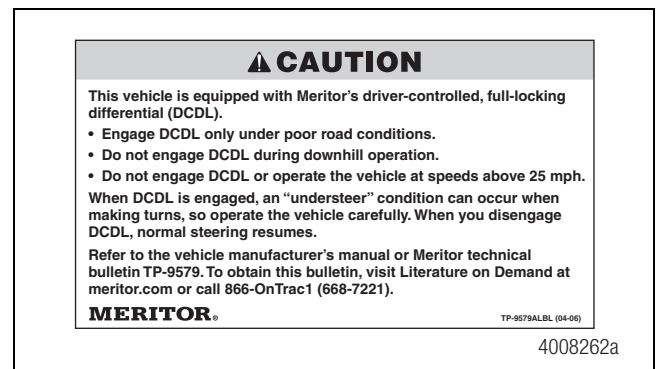 CAUTION
This vehicle is equipped with Meritor's driver-controlled, full-locking
differential (DCDL).
• Engage DCDL only under poor road conditions.
• Do not engage DCDL during downhill operation.
• Do not engage DCDL or operate the vehicle at speeds above 25 mph.
When DCDL is engaged, an “understeer” condition can occur when
making turns, so operate the vehicle carefully. When you disengage
DCDL, normal steering resumes.
Refer to the vehicle manufacturer's manual or Meritor technical
bulletin TP-9579. To obtain this bulletin, visit Literature on Demand at
meritor.com or call 866-OnTrac1 (668-7221).
MERITOR® TP-9579ALBL (04-06)
4008262a